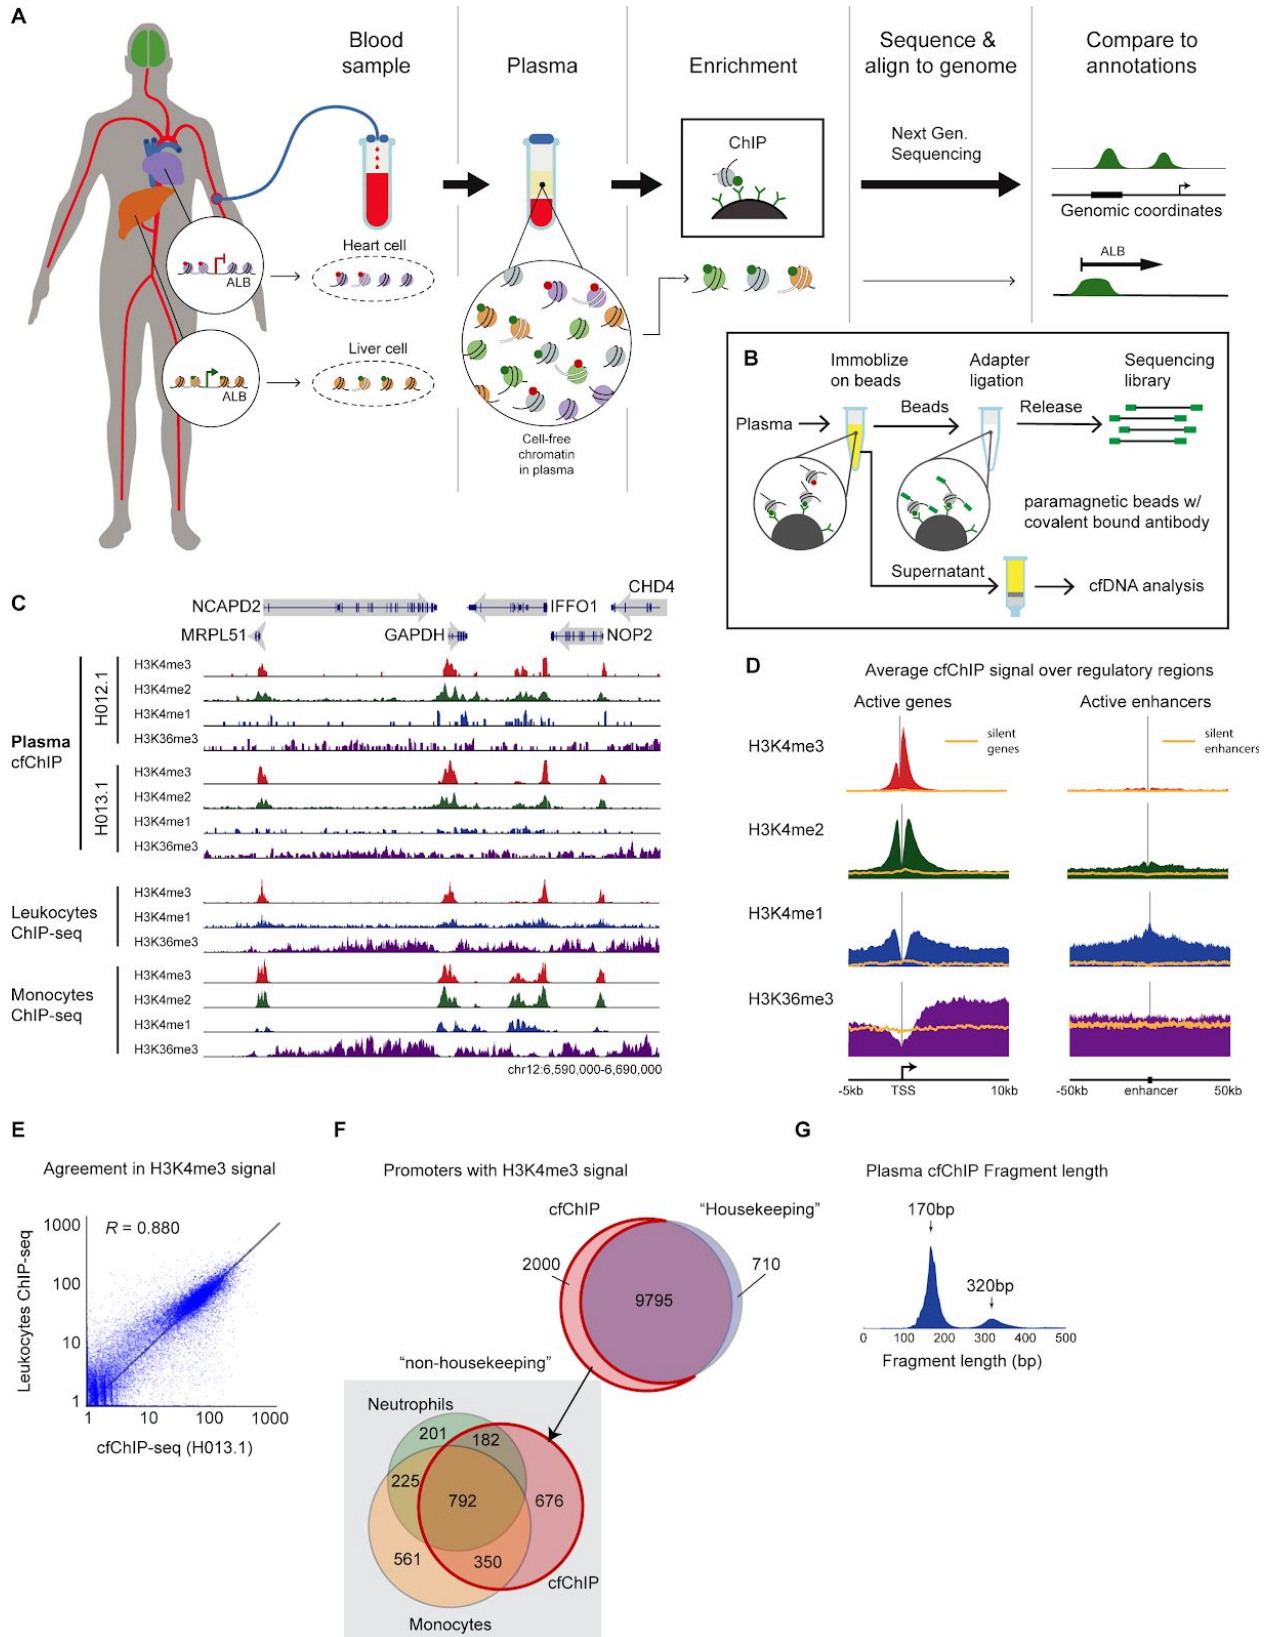 A
Blood
sample
Plasma
Enrichment
Sequence &
align to genome
Compare to
annotations
ChIP
Next Gen.
Sequencing
Genomic coordinates
Heart cell
ALB
ALB
Liver cell
ALB
Cell-free
chromatin
in plasma
B
Immoblize
on beads
Adapter
ligation
Sequencing
library
Plasma
Beads
Release
paramagnetic beads w/
covalent bound antibody
Supernatant
cfDNA analysis
C
CHD4
NCAPD2
IFFO1
MRPL51
GAPDH
NOP2
Plasma
cfChIP
H012.1
H3K4me3
H3K4me2
H3K4me1
H3K36me3
H013.1
H3K4me3
H3K4me2
H3K4me1
H3K36me3
Leukocytes
ChIP-seq
H3K4me3
H3K4me1
H3K36me3
Monocytes
ChIP-seq
H3K4me3
H3K4me2
H3K4me1
H3K36me3
chr12:6,590,000-6,690,000
D
Average cfChIP signal over regulatory regions
Active genes
Active enhancers
H3K4me3
silent
genes
silent
enhancers
H3K4me2
H3K4me1
H3K36me3
-5kb
TSS
10kb
-50kb
enhancer
50kb
E
Agreement in H3K4me3 signal
R = 0.880
Leukocytes ChIP-seq
1000
100
10
1
1 10 100 1000
cfChIP-seq (H013.1)
F
Promoters with H3K4me3 signal
cfChIP
“Housekeeping”
2000
9795
710
“non-housekeeping”
Neutrophils
201
182
225
792
676
561
350
cfChIP
Monocytes
G
Plasma cfChIP Fragment length
170bp
320bp
0 100 200 300 400 500
Fragment length (bp)